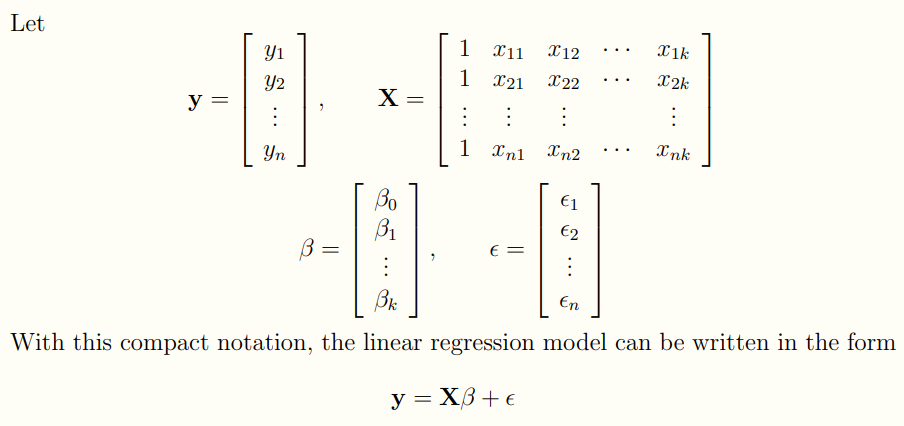 Let
y = [ y₁ y₂ ⋮ yₙ ] , X = [ 1 x₁₁ x₁₂ ⋯ x₁ₖ
1 x₂₁ x₂₂ ⋯ x₂ₖ
⋮ ⋮ ⋮ ⋮
1 xₙ₁ xₙ₂ ⋯ xₙₖ ]
β = [ β₀ β₁ ⋮ βₖ ] , ϵ = [ ϵ₁ ϵ₂ ⋮ ϵₙ ]
With this compact notation, the linear regression model can be written in the form
y = Xβ + ϵ